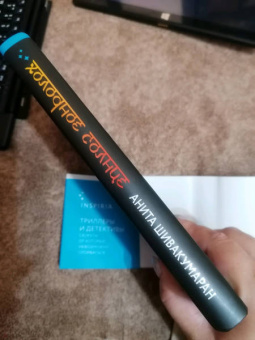 холодное солнце
АНИТА ШИВАКУМАРАН
INSPIRIA
ТРИЛЛЕРЫ
И ДЕТЕКТИВЫ